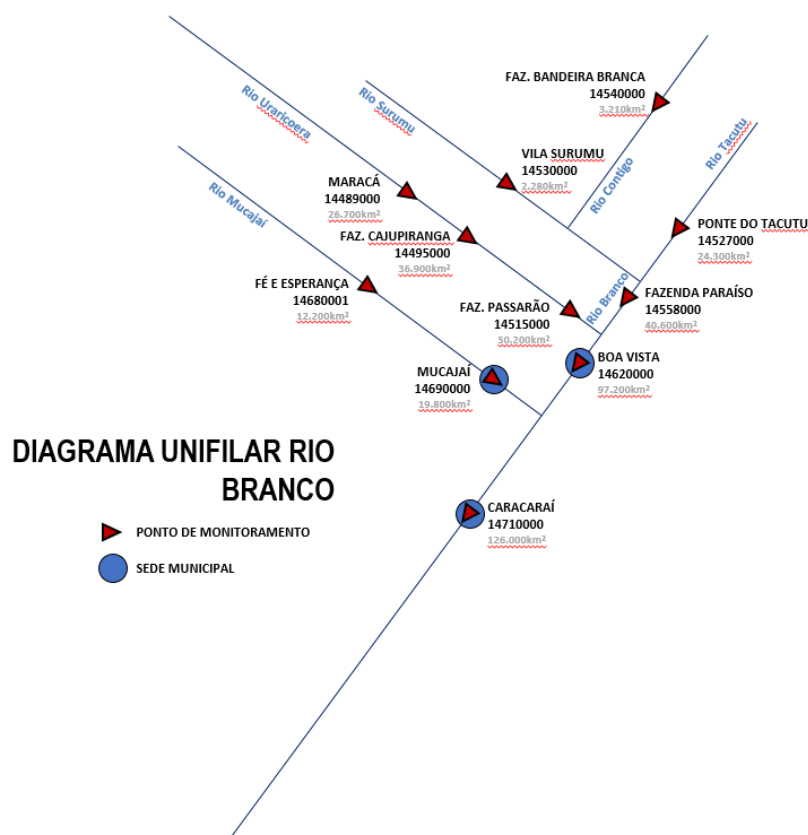 FAZ. BANDEIRA BRANCA
14540000
3.210km²
Rio Uraricoera
Rio Surumu
Rio Tacutu
VILA SURUMU
14530000
2.280km²
Rio Contigo
Rio Mucajaí
MARACÁ
14489000
26.700km²
FAZ. CAJUPIRANGA
14495000
36.900km²
PONTE DO TACUTU
14527000
24.300km²
FÉ E ESPERANÇA
14680001
12.200km²
Rio Branco
FAZENDA PARAÍSO
14558000
40.600km²
FAZ. PASSARÃO
14515000
50.200km²
BOA VISTA
14620000
97.200km²
MUCAJAÍ
14690000
19.800km²
DIAGRAMA UNIFILAR RIO
BRANCO
PONTO DE MONITORAMENTO
SEDE MUNICIPAL
CARACARAÍ
14710000
126.000km²